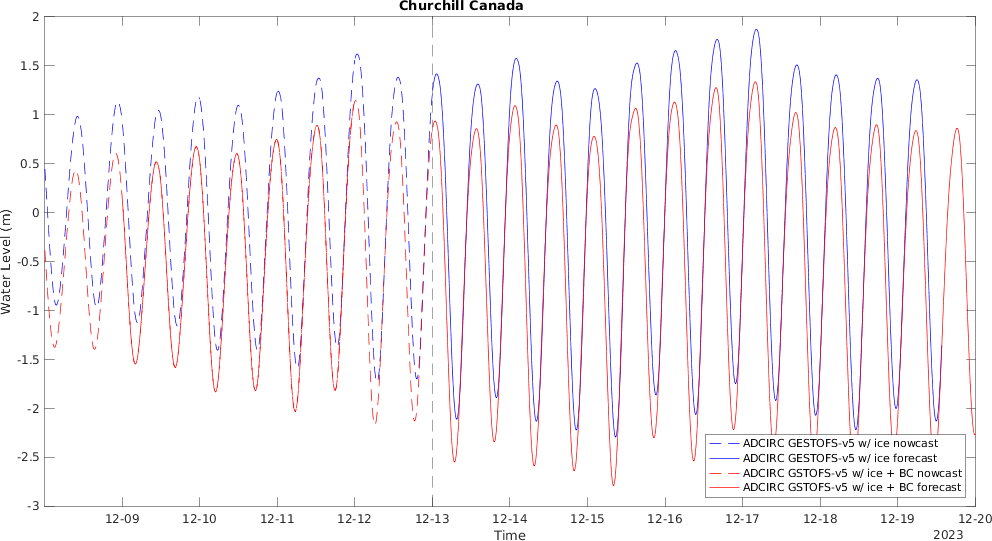 Churchill Canada
2
1.5
1
0.5
0
-0.5
-1
-1.5
-2
-2.5
-3
Water Level (m)
ADCIRC GESTOFS-v5 w/ ice nowcast
ADCIRC GESTOFS-v5 w/ ice forecast
ADCIRC GSTOFS-v5 w/ ice + BC nowcast
ADCIRC GSTOFS-v5 w/ ice + BC forecast
12-09 12-10 12-11 12-12 12-13 12-14 12-15 12-16 12-17 12-18 12-19 12-20
Time
2023